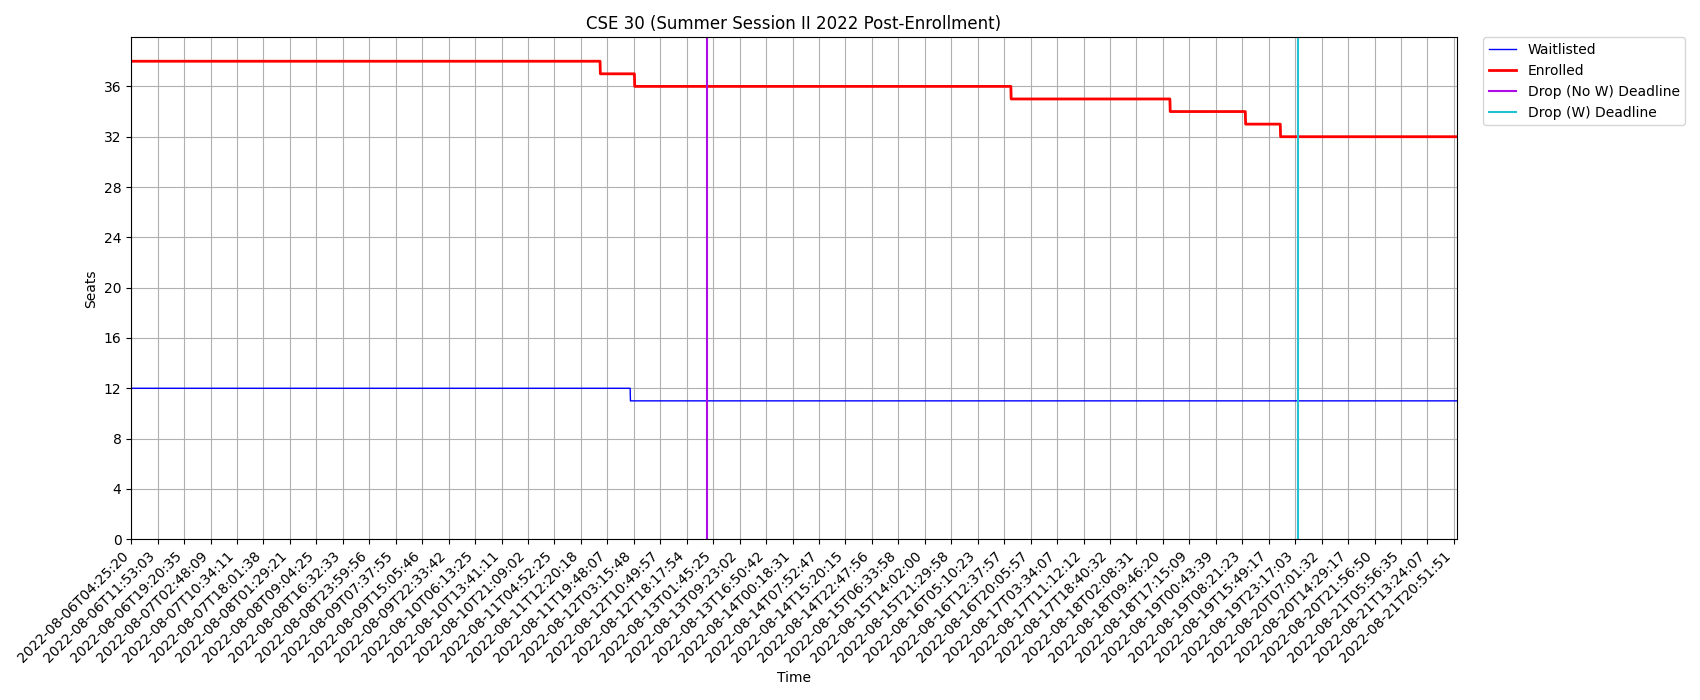 CSE 30 (Summer Session II 2022 Post-Enrollment)
Waitlisted
Enrolled
Drop (No W) Deadline
Drop (W) Deadline
Seats
36
32
28
24
20
16
12
8
4
0
2022-08-06T04:25:20
2022-08-06T11:53:03
2022-08-06T19:20:35
2022-08-07T02:48:09
2022-08-07T10:34:11
2022-08-07T18:01:38
2022-08-08T01:29:21
2022-08-08T09:04:25
2022-08-08T16:32:33
2022-08-08T23:59:56
2022-08-09T07:37:55
2022-08-09T15:05:46
2022-08-09T22:33:42
2022-08-10T06:13:25
2022-08-10T13:41:11
2022-08-10T21:09:02
2022-08-11T04:52:25
2022-08-11T12:20:18
2022-08-11T19:48:07
2022-08-12T03:15:48
2022-08-12T10:49:57
2022-08-12T18:17:54
2022-08-13T01:45:25
2022-08-13T09:23:02
2022-08-13T16:50:42
2022-08-14T00:18:31
2022-08-14T07:52:47
2022-08-14T15:20:15
2022-08-14T22:47:56
2022-08-15T06:33:58
2022-08-15T14:02:00
2022-08-15T21:29:58
2022-08-16T05:10:23
2022-08-16T12:37:57
2022-08-16T20:05:57
2022-08-17T03:34:07
2022-08-17T11:12:12
2022-08-17T18:40:32
2022-08-18T02:08:31
2022-08-18T09:46:20
2022-08-18T17:15:09
2022-08-19T00:43:39
2022-08-19T08:21:23
2022-08-19T15:49:17
2022-08-19T23:17:03
2022-08-20T07:01:32
2022-08-20T14:29:17
2022-08-20T21:56:50
2022-08-21T05:56:35
2022-08-21T13:24:07
2022-08-21T20:51:51
Time